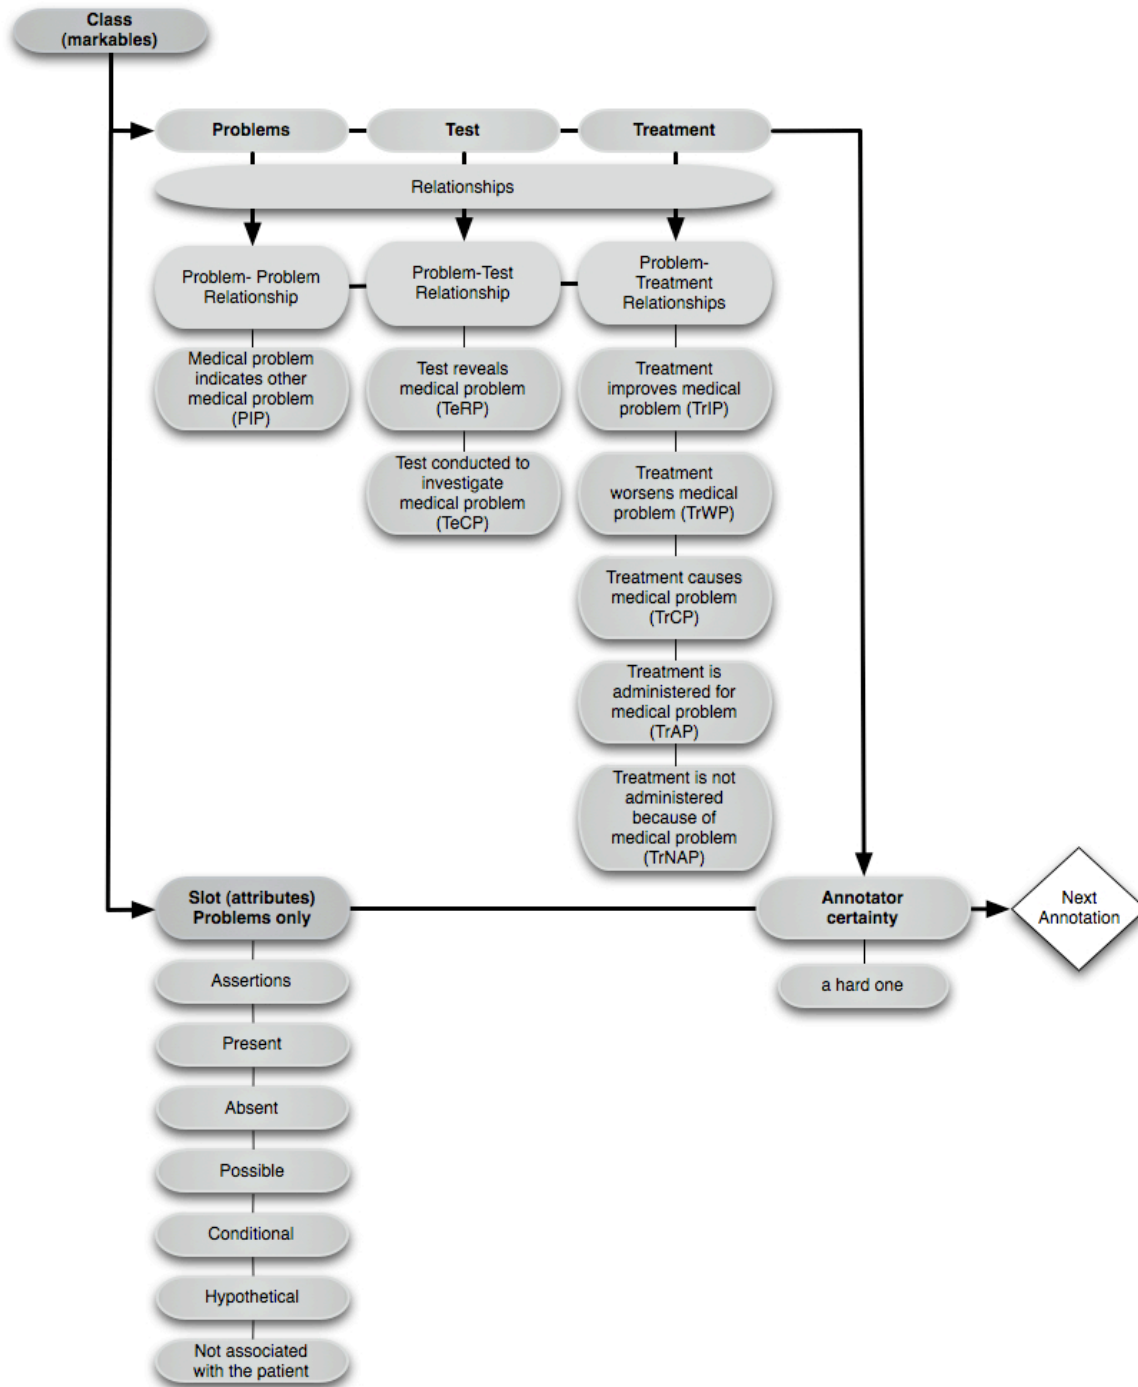 Class
(markables)
Problems
Test
Treatment
Relationships
Problem- Problem
Relationship
Problem-Test
Relationship
Problem-
Treatment
Relationships
Medical problem
indicates other
medical problem
(PIP)
Test reveals
medical problem
(TeRP)
Treatment
improves medical
problem (TrIP)
Test conducted to
investigate
medical problem
(TeCP)
Treatment
worsens medical
problem (TrWP)
Treatment causes
medical problem
(TrCP)
Treatment is
administered for
medical problem
(TrAP)
Treatment is not
administered
because of
medical problem
(TrNAP)
Slot (attributes)
Problems only
Annotator
certainty
Next
Annotation
Assertions
a hard one
Present
Absent
Possible
Conditional
Hypothetical
Not associated
with the patient